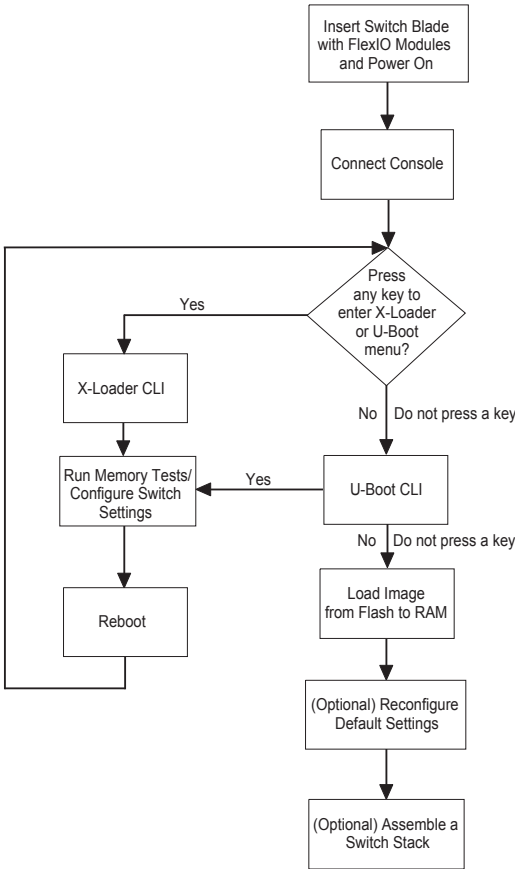 Insert Switch Blade
with FlexIO Modules
and Power On
Connect Console
Press
any key to
enter X-Loader
or U-Boot
menu?
Yes
X-Loader CLI
No
Do not press a key
Run Memory Tests/
Configure Switch
Settings
Yes
U-Boot CLI
No
Do not press a key
Reboot
Load Image
from Flash to RAM
(Optional) Reconfigure
Default Settings
(Optional) Assemble a
Switch Stack